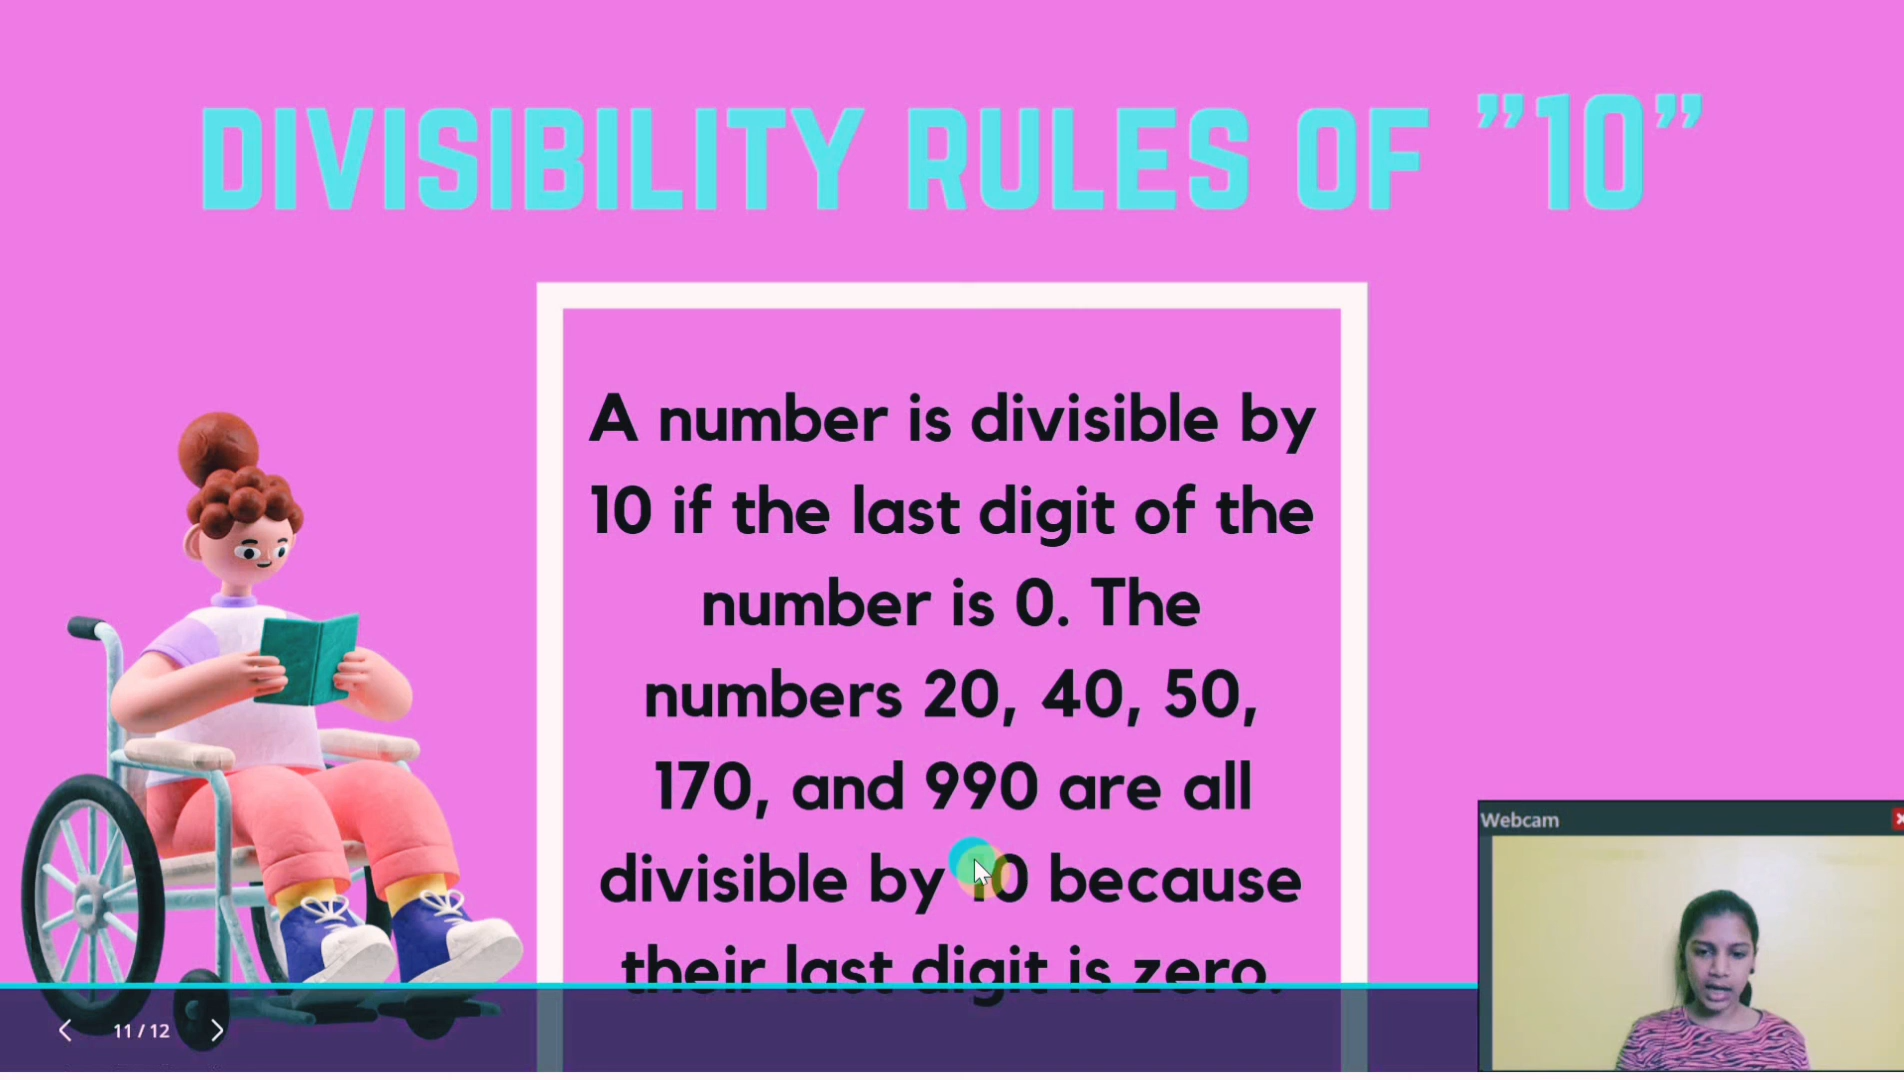 DIVISIBILITY RULES OF "10"
A number is divisible by
10 if the last digit of the
number is 0. The
numbers 20, 40, 50,
170, and 990 are all
divisible by 10 because
their last digit is zero.
11 / 12
Webcam